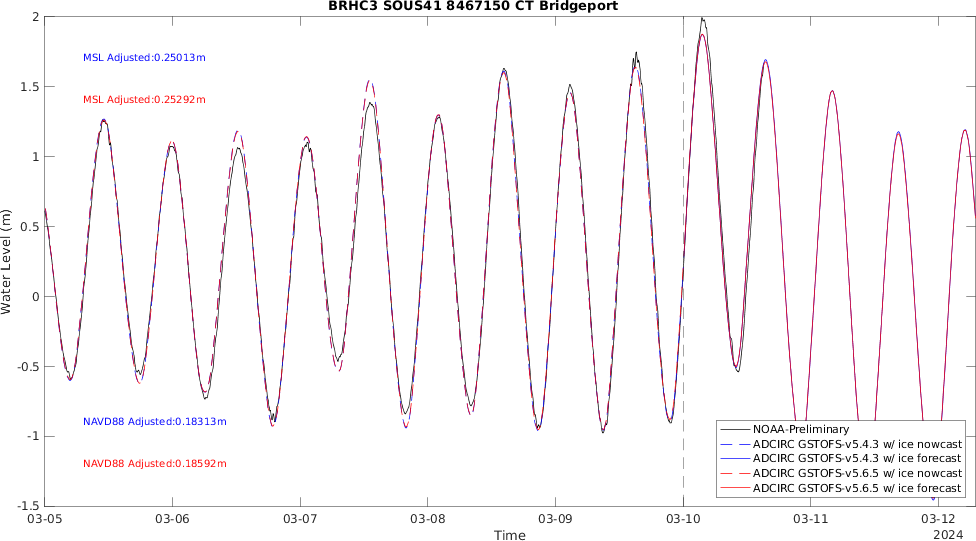 BRHC3 SOUS41 8467150 CT Bridgeport
Water Level (m)
2
1.5
1
0.5
0
-0.5
-1
-1.5
MSL Adjusted:0.25013m
MSL Adjusted:0.25292m
NAVD88 Adjusted:0.18313m
NAVD88 Adjusted:0.18592m
NOAA-Preliminary
ADCIRC GSTOFS-v5.4.3 w/ ice nowcast
ADCIRC GSTOFS-v5.4.3 w/ ice forecast
ADCIRC GSTOFS-v5.6.5 w/ ice nowcast
ADCIRC GSTOFS-v5.6.5 w/ ice forecast
03-05 03-06 03-07 03-08 03-09 03-10 03-11 03-12
Time
2024